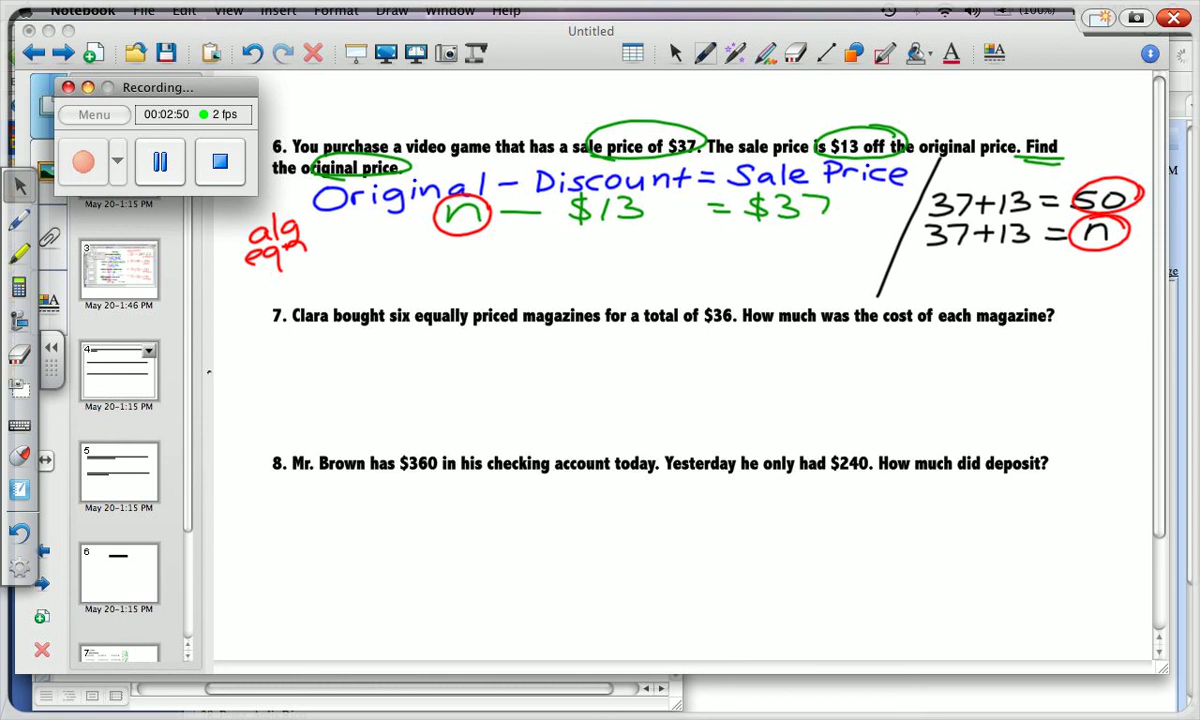 Notebook File Edit View Insert Format Draw Window Help (100%)
Untitled
Recording...
Menu 00:02:50 2 fps
6. You purchase a video game that has a sale price of $37. The sale price is $13 off the original price. Find
the original price.
Original - Discount = Sale Price
n - $13 = $37
alg
eqn
37+13 = 50
37+13 = n
7. Clara bought six equally priced magazines for a total of $36. How much was the cost of each magazine?
8. Mr. Brown has $360 in his checking account today. Yesterday he only had $240. How much did deposit?
May 20-1:15 PM
3
May 20-1:46 PM
4
May 20-1:15 PM
5
May 20-1:15 PM
6
May 20-1:15 PM
7